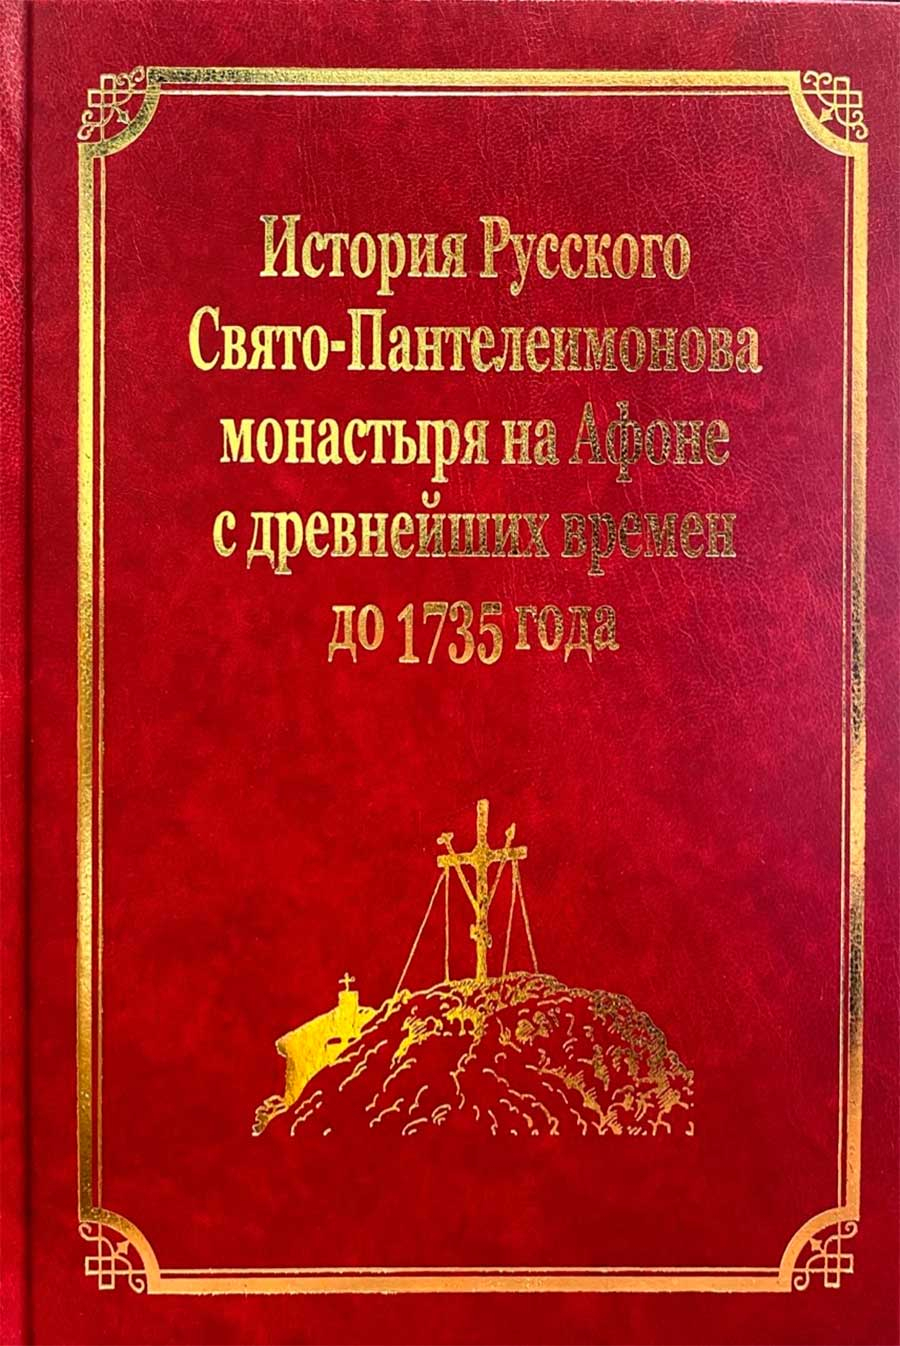 История Русского
Свято-Пантелеимонова
монастыря на Афоне
с древнейших времен
до 1735 года